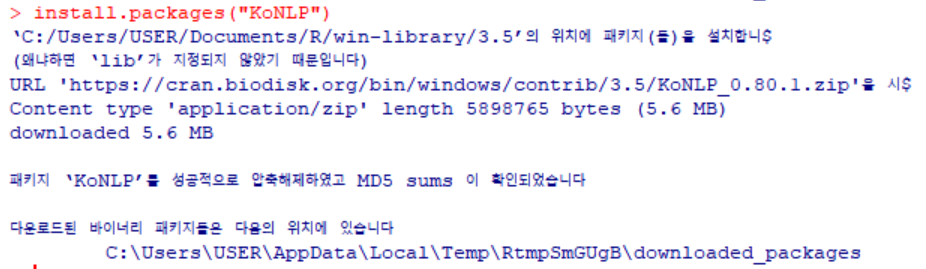 > install.packages("KoNLP")
‘C:/Users/USER/Documents/R/win-library/3.5’의 위치에 패키지(들)을 설치합니$
(왜냐하면 ‘lib’가 지정되지 않았기 때문입니다)
URL 'https://cran.biodisk.org/bin/windows/contrib/3.5/KoNLP_0.80.1.zip'을 시$
Content type 'application/zip' length 5898765 bytes (5.6 MB)
downloaded 5.6 MB
패키지 ‘KoNLP’를 성공적으로 압축해제하였고 MD5 sums 이 확인되었습니다
다운로드된 바이너리 패키지들은 다음의 위치에 있습니다
C:\Users\USER\AppData\Local\Temp\RtmpSmGUgB\downloaded_packages